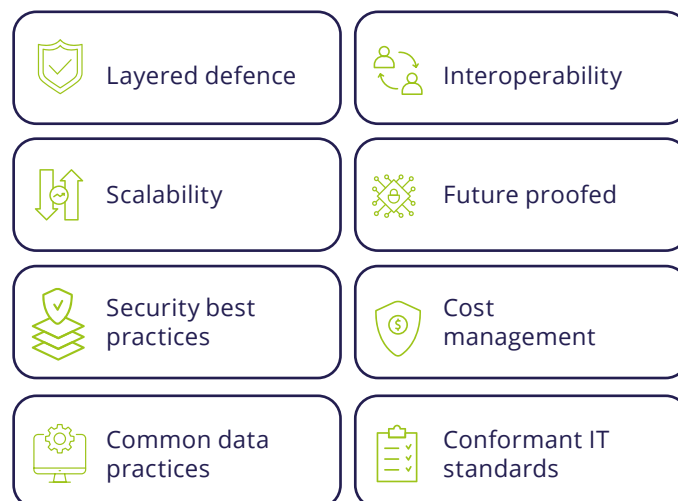 Layered defence
Interoperability
Scalability
Future proofed
Security best
practices
Cost
management
Common data
practices
Conformant IT
standards